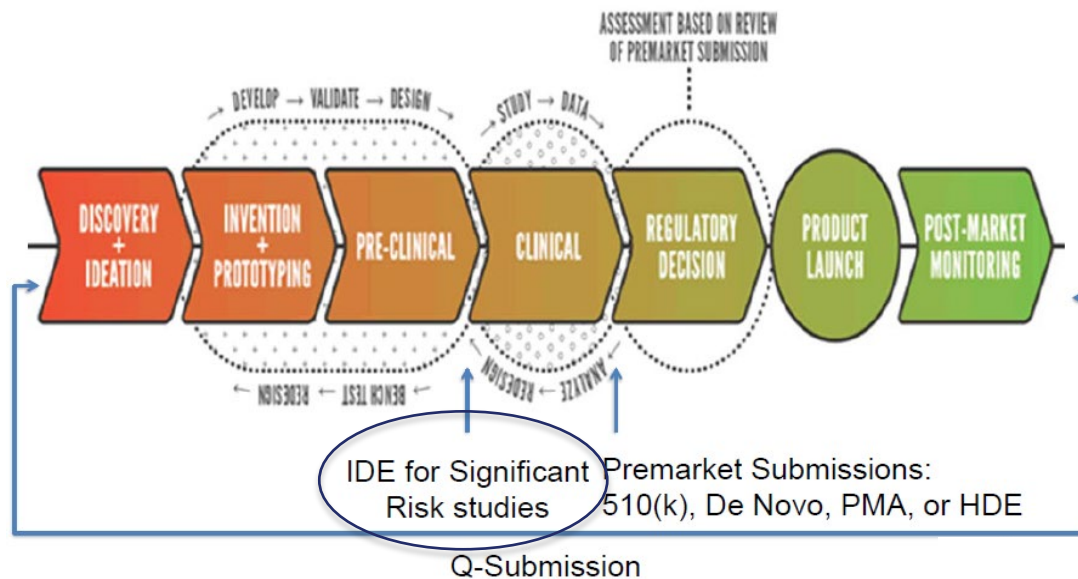 ASSESSMENT BASED ON REVIEW
OF PREMARKET SUBMISSION
→ DEVELOP → VALIDATE → DESIGN →
→ STUDY → DATA →
DISCOVERY
+
IDEATION
INVENTION
+
PROTOTYPING
PRE-CLINICAL
CLINICAL
REGULATORY
DECISION
PRODUCT
LAUNCH
POST-MARKET
MONITORING
BENCH TEST → REDESIGN →
ANALYZE → REDESIGN →
IDE for Significant
Risk studies
Premarket Submissions:
510(k), De Novo, PMA, or HDE
Q-Submission